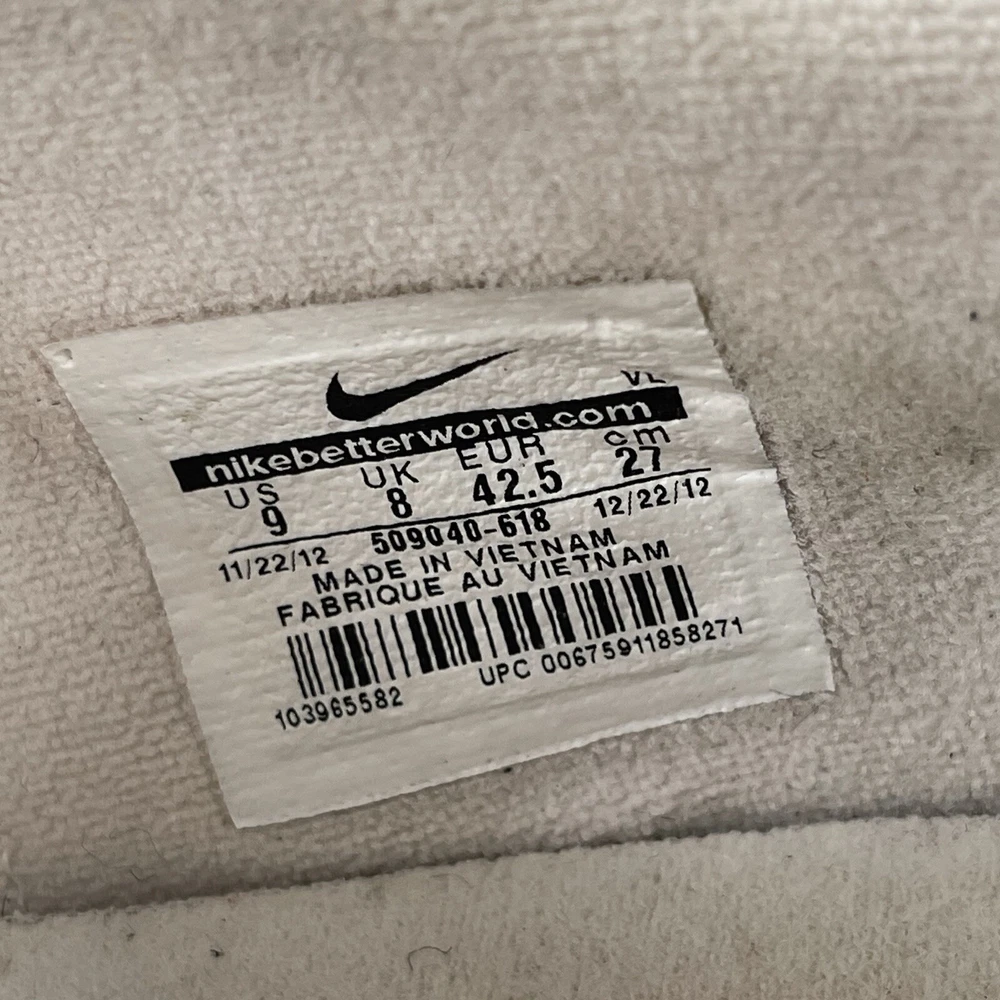 VL
nikebetterworld.com
US UK EUR cm
9 8 42.5 27
11/22/12 509040-618 12/22/12
MADE IN VIETNAM
FABRIQUE AU VIETNAM
103965582 UPC 00675911858271